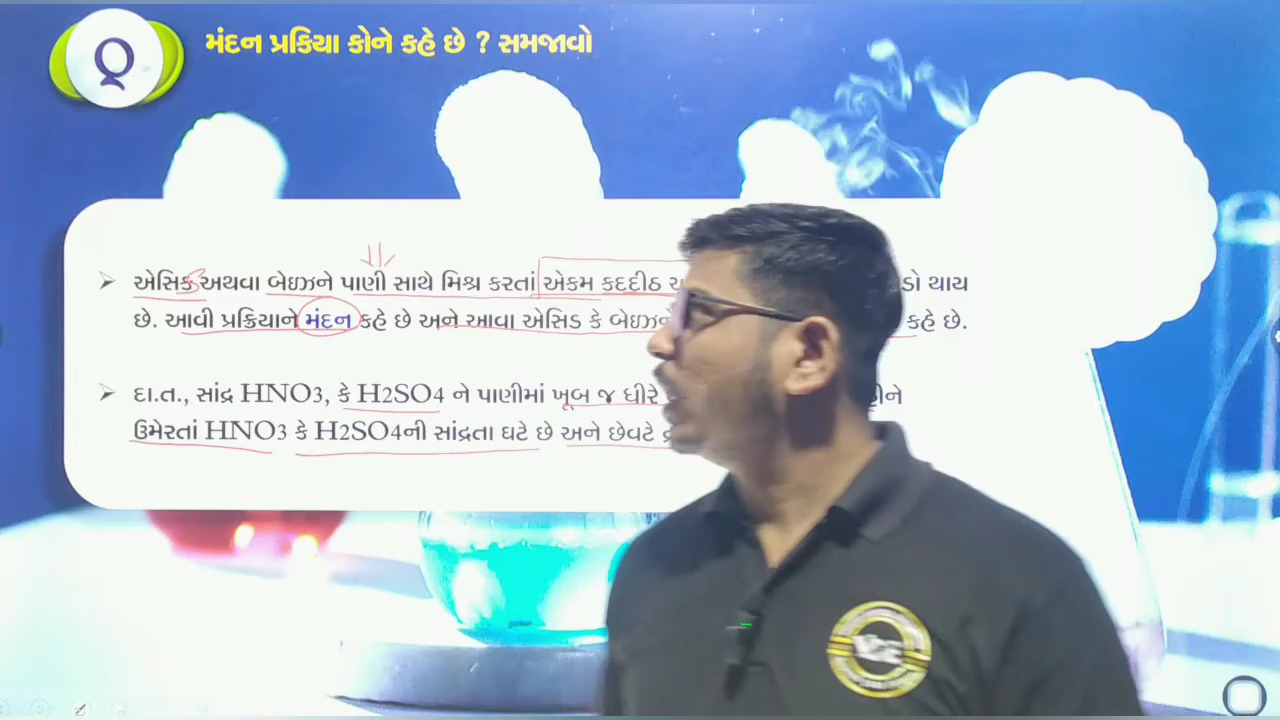 Q
મંદન પ્રક્રિયા કોને કહે છે ? સમજાવો
➢ એસિડ અથવા બેઇઝને પાણી સાથે મિશ્ર કરતાં એકમ કદદીઠ થાય
છે. આવી પ્રક્રિયાને મંદન કહે છે અને આવા એસિડ કે બેઇઝને કહે છે.
➢ દા.ત., સાંદ્ર HNO3, કે H2SO4 ને પાણીમાં ખૂબ જ ધીરે
ઉમેરતાં HNO3 કે H2SO4ની સાંદ્રતા ઘટે છે અને છેવટે